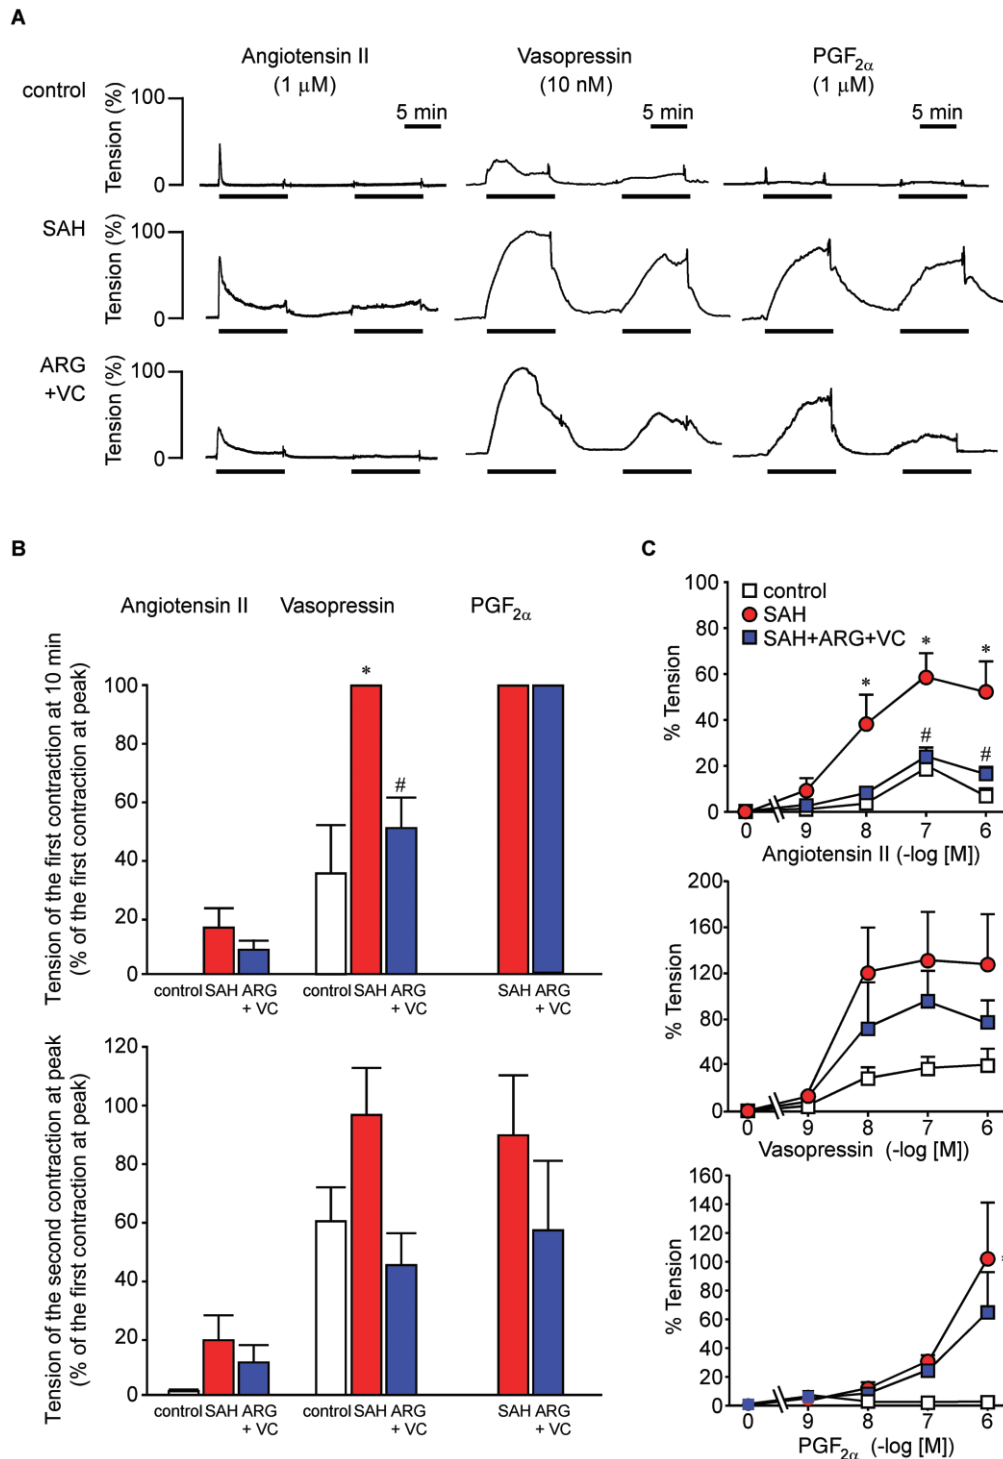 A
Angiotensin II
(1 μM)
Vasopressin
(10 nM)
PGF2α
(1 μM)
control
Tension (%)
100
0
5 min
5 min
5 min
SAH
Tension (%)
100
0
ARG
+VC
Tension (%)
100
0
B
Angiotensin II
Vasopressin
PGF2α
Tension of the first contraction at 10 min
(% of the first contraction at peak)
100
80
60
40
20
0
*
#
control SAH ARG
+ VC
control SAH ARG
+ VC
SAH ARG
+ VC
Tension of the second contraction at peak
(% of the first contraction at peak)
120
100
80
60
40
20
0
control SAH ARG
+ VC
control SAH ARG
+ VC
SAH ARG
+ VC
C
% Tension
100
80
60
40
20
0
control
SAH
SAH+ARG+VC
* * *
# #
0 9 8 7 6
Angiotensin II (-log [M])
% Tension
200
160
120
80
40
0
0 9 8 7 6
Vasopressin (-log [M])
% Tension
160
140
120
100
80
60
40
20
0
0 9 8 7 6
PGF2α (-log [M])